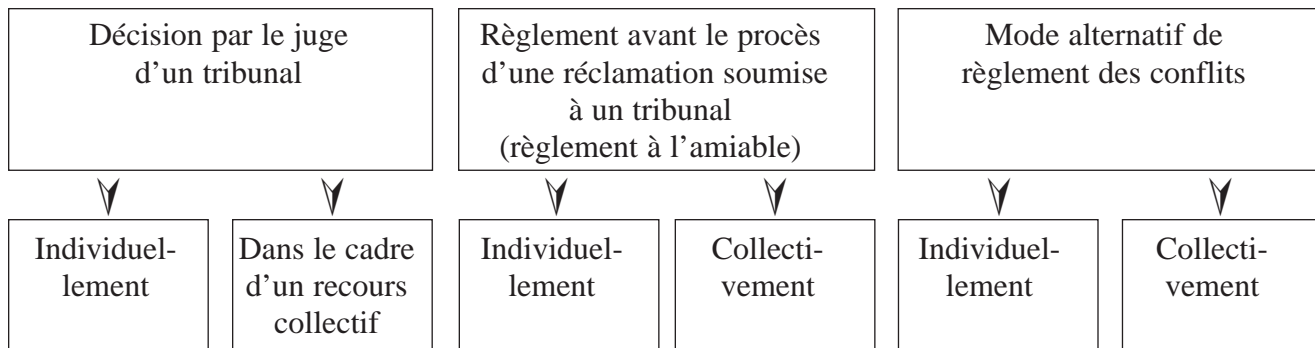 Décision par le juge
d’un tribunal
Règlement avant le procès
d’une réclamation soumise
à un tribunal
(règlement à l’amiable)
Mode alternatif de
règlement des conflits
Individuel-
lement
Dans le cadre
d’un recours
collectif
Individuel-
lement
Collecti-
vement
Individuel-
lement
Collecti-
vement